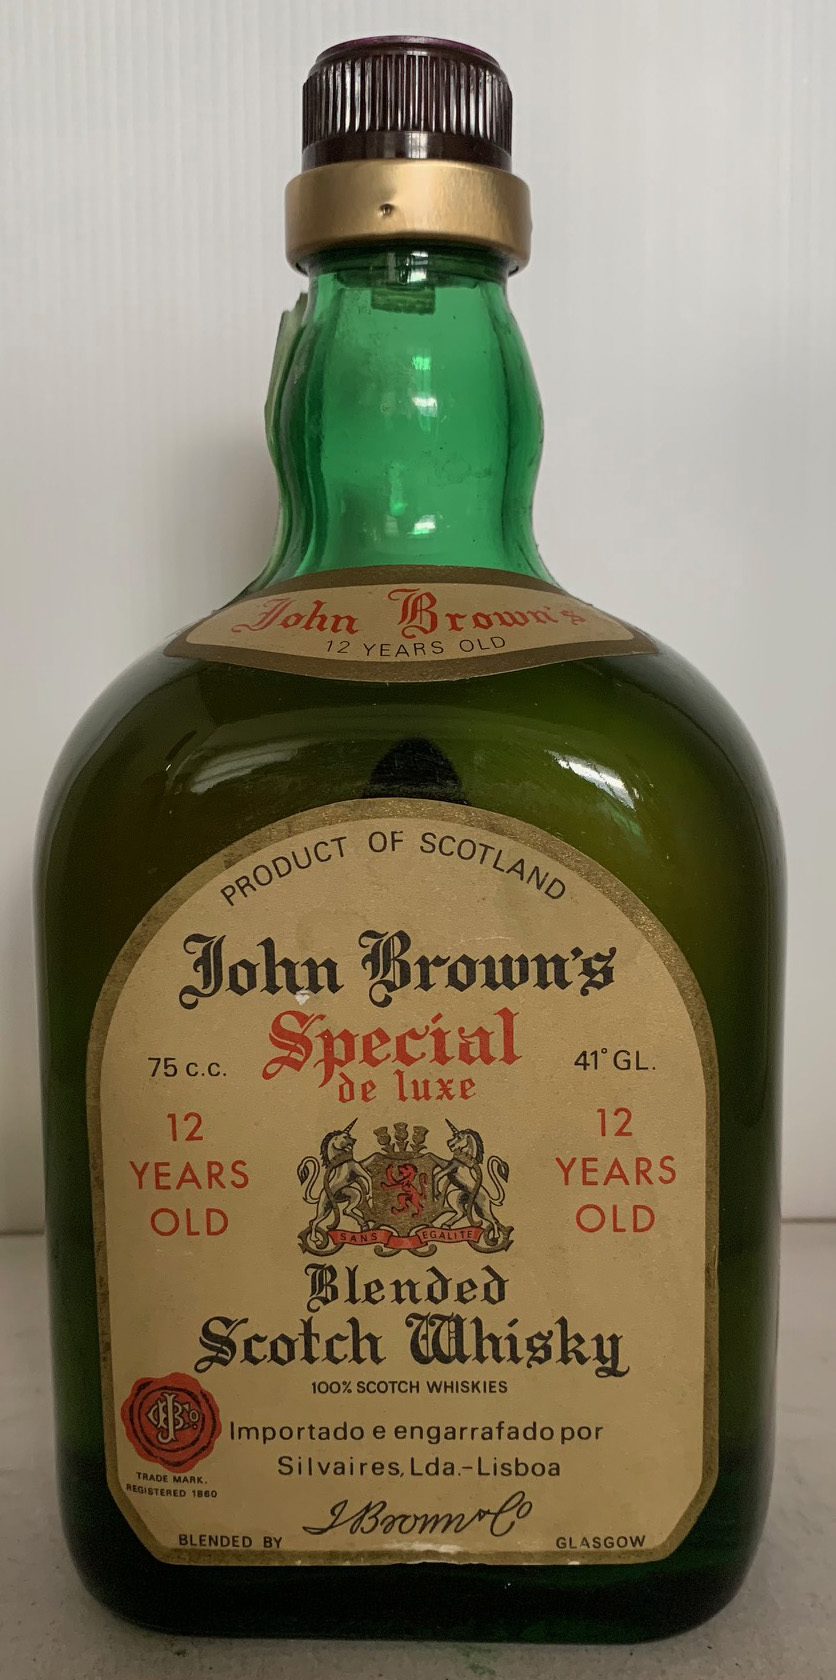 John Brown's
12 YEARS OLD
PRODUCT OF SCOTLAND
John Brown's
Special
de luxe
75 c.c.
41° GL.
12
YEARS
OLD
12
YEARS
OLD
SANS EGALITE
Blended
Scotch Whisky
100% SCOTCH WHISKIES
JB Co
Importado e engarrafado por
Silvaires, Lda.-Lisboa
TRADE MARK.
REGISTERED 1860
J Brown & Co
BLENDED BY
GLASGOW